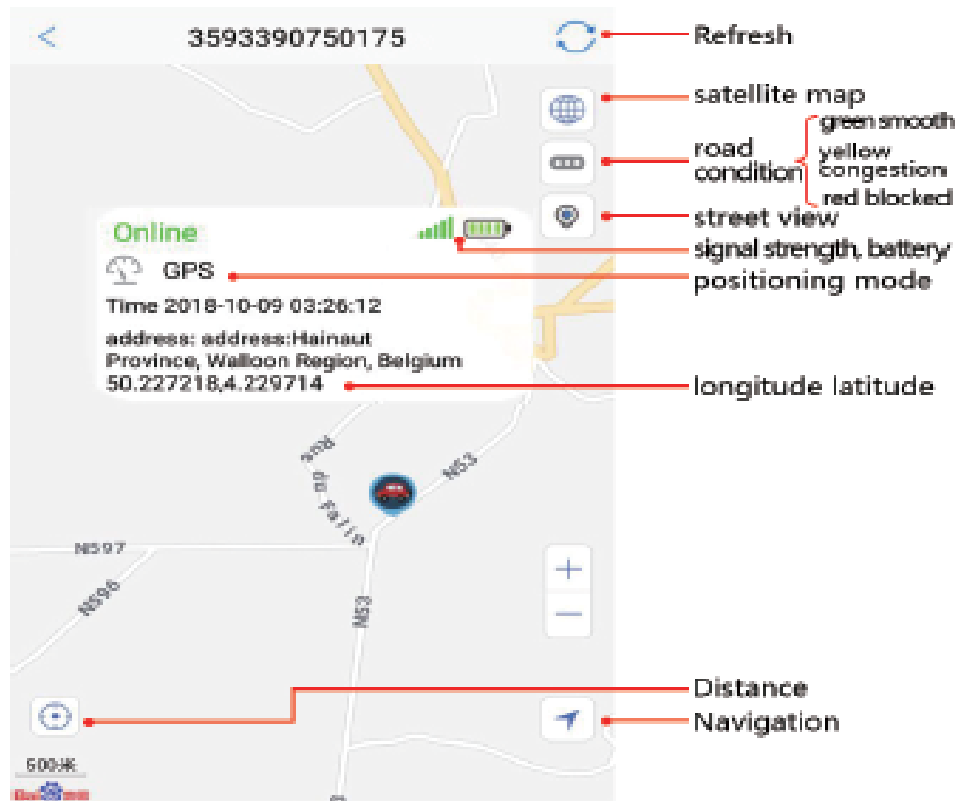 3593390750175
Refresh
satellite map
road condition
green smooth
yellow congestion
red blocked
street view
signal strength, battery
positioning mode
longitude latitude
Online
GPS
Time 2018-10-09 03:26:12
address: address:Hainaut
Province, Walloon Region, Belgium
50.227218,4.229714
N53
N597
N596
N53
Distance
Navigation
500米